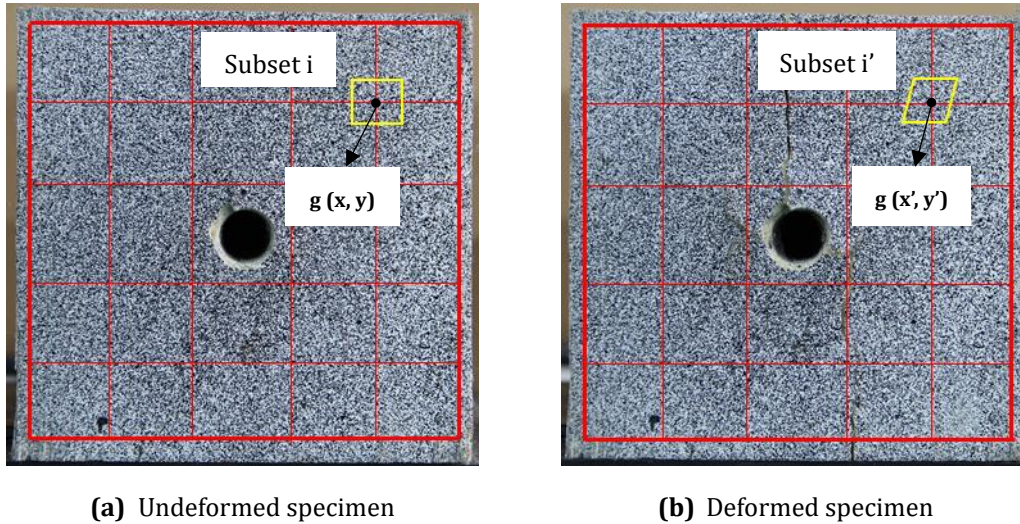 Subset i
g (x, y)
Subset i’
g (x’, y’)
(a) Undeformed specimen
(b) Deformed specimen